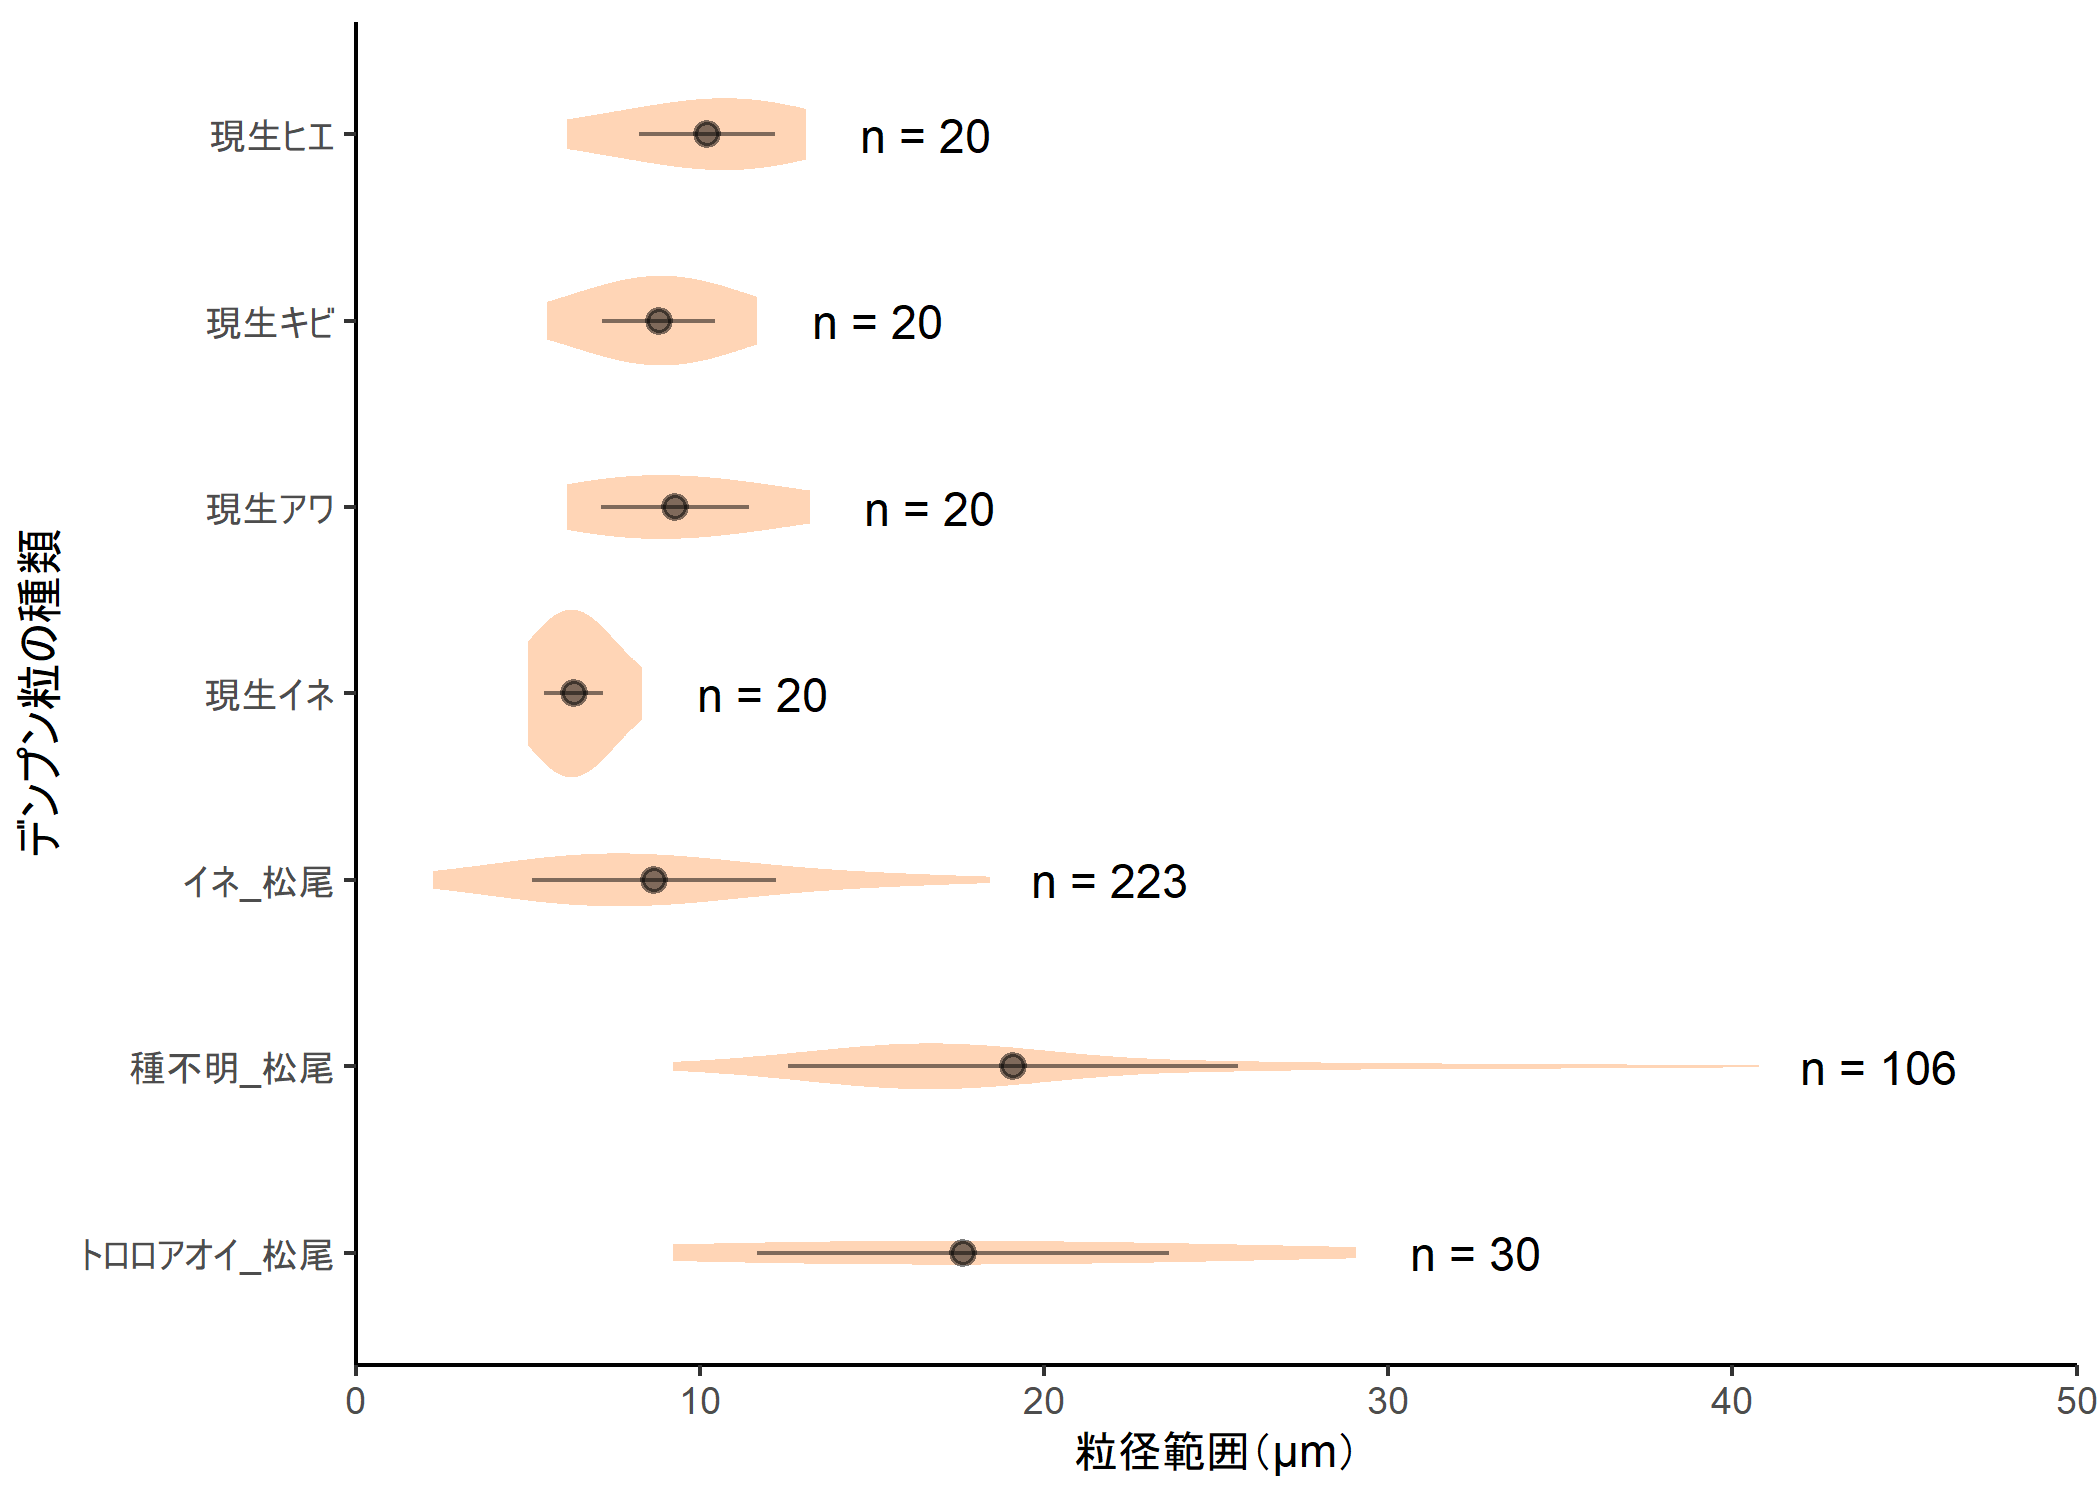 デンプン粒の種類
現生ヒエ
n = 20
現生キビ
n = 20
現生アワ
n = 20
現生イネ
n = 20
イネ_松尾
n = 223
種不明_松尾
n = 106
トロロアオイ_松尾
n = 30
0 10 20 30 40 50
粒径範囲(μm)